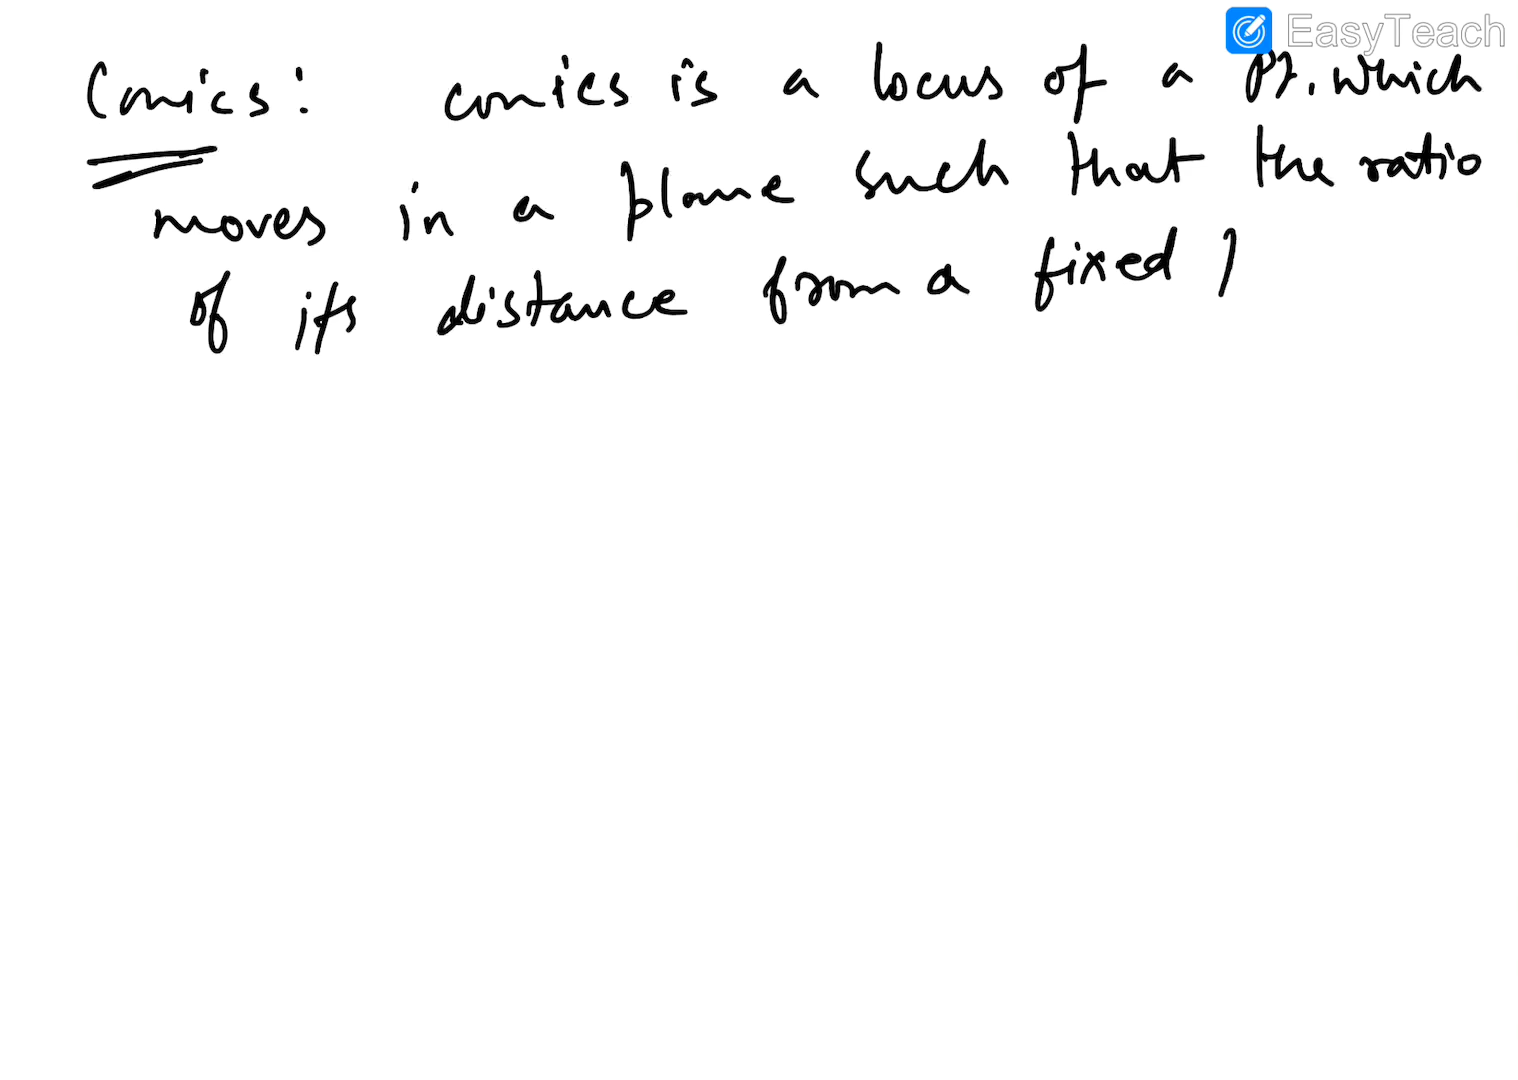 EasyTeach
Conics: conics is a locus of a pt. which
moves in a plane such that the ratio
of its distance from a fixed